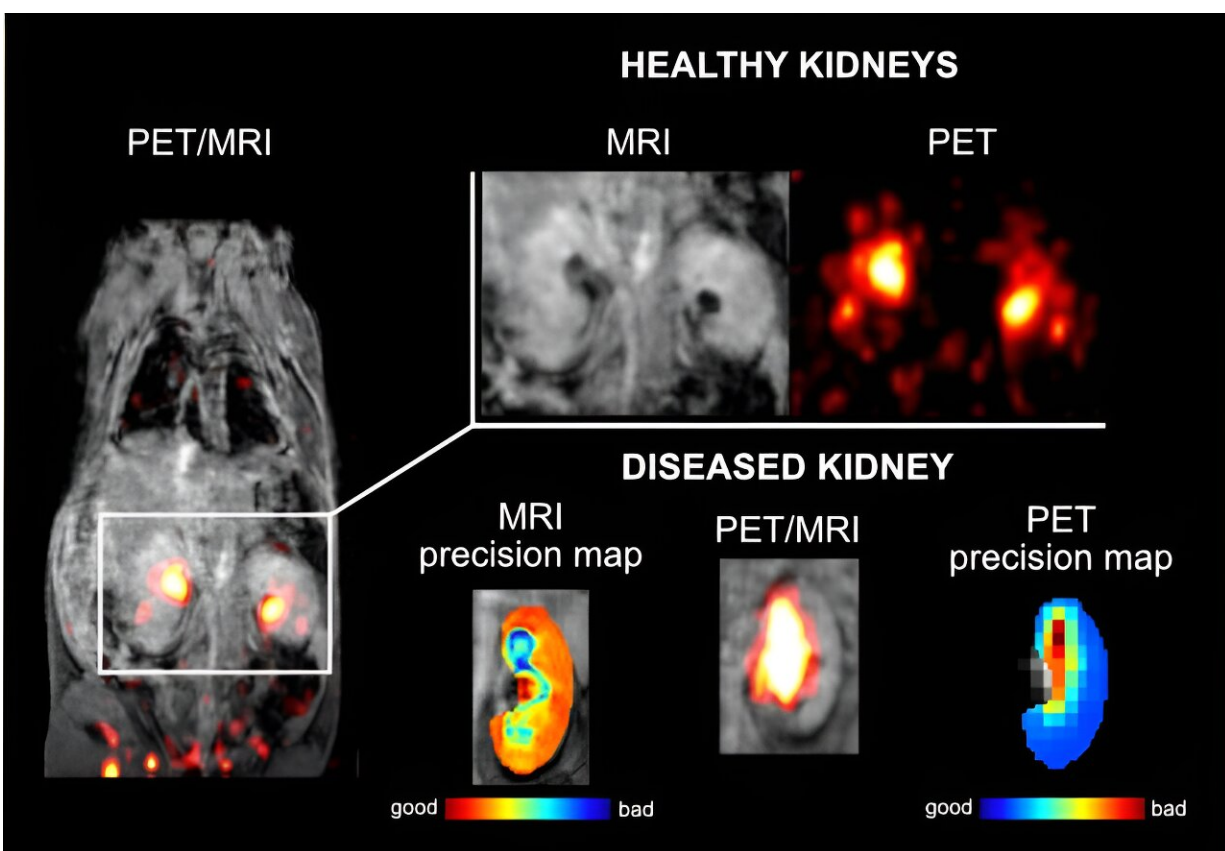 HEALTHY KIDNEYS
PET/MRI
MRI
PET
DISEASED KIDNEY
MRI
precision map
PET/MRI
PET
precision map
good
bad
good
bad